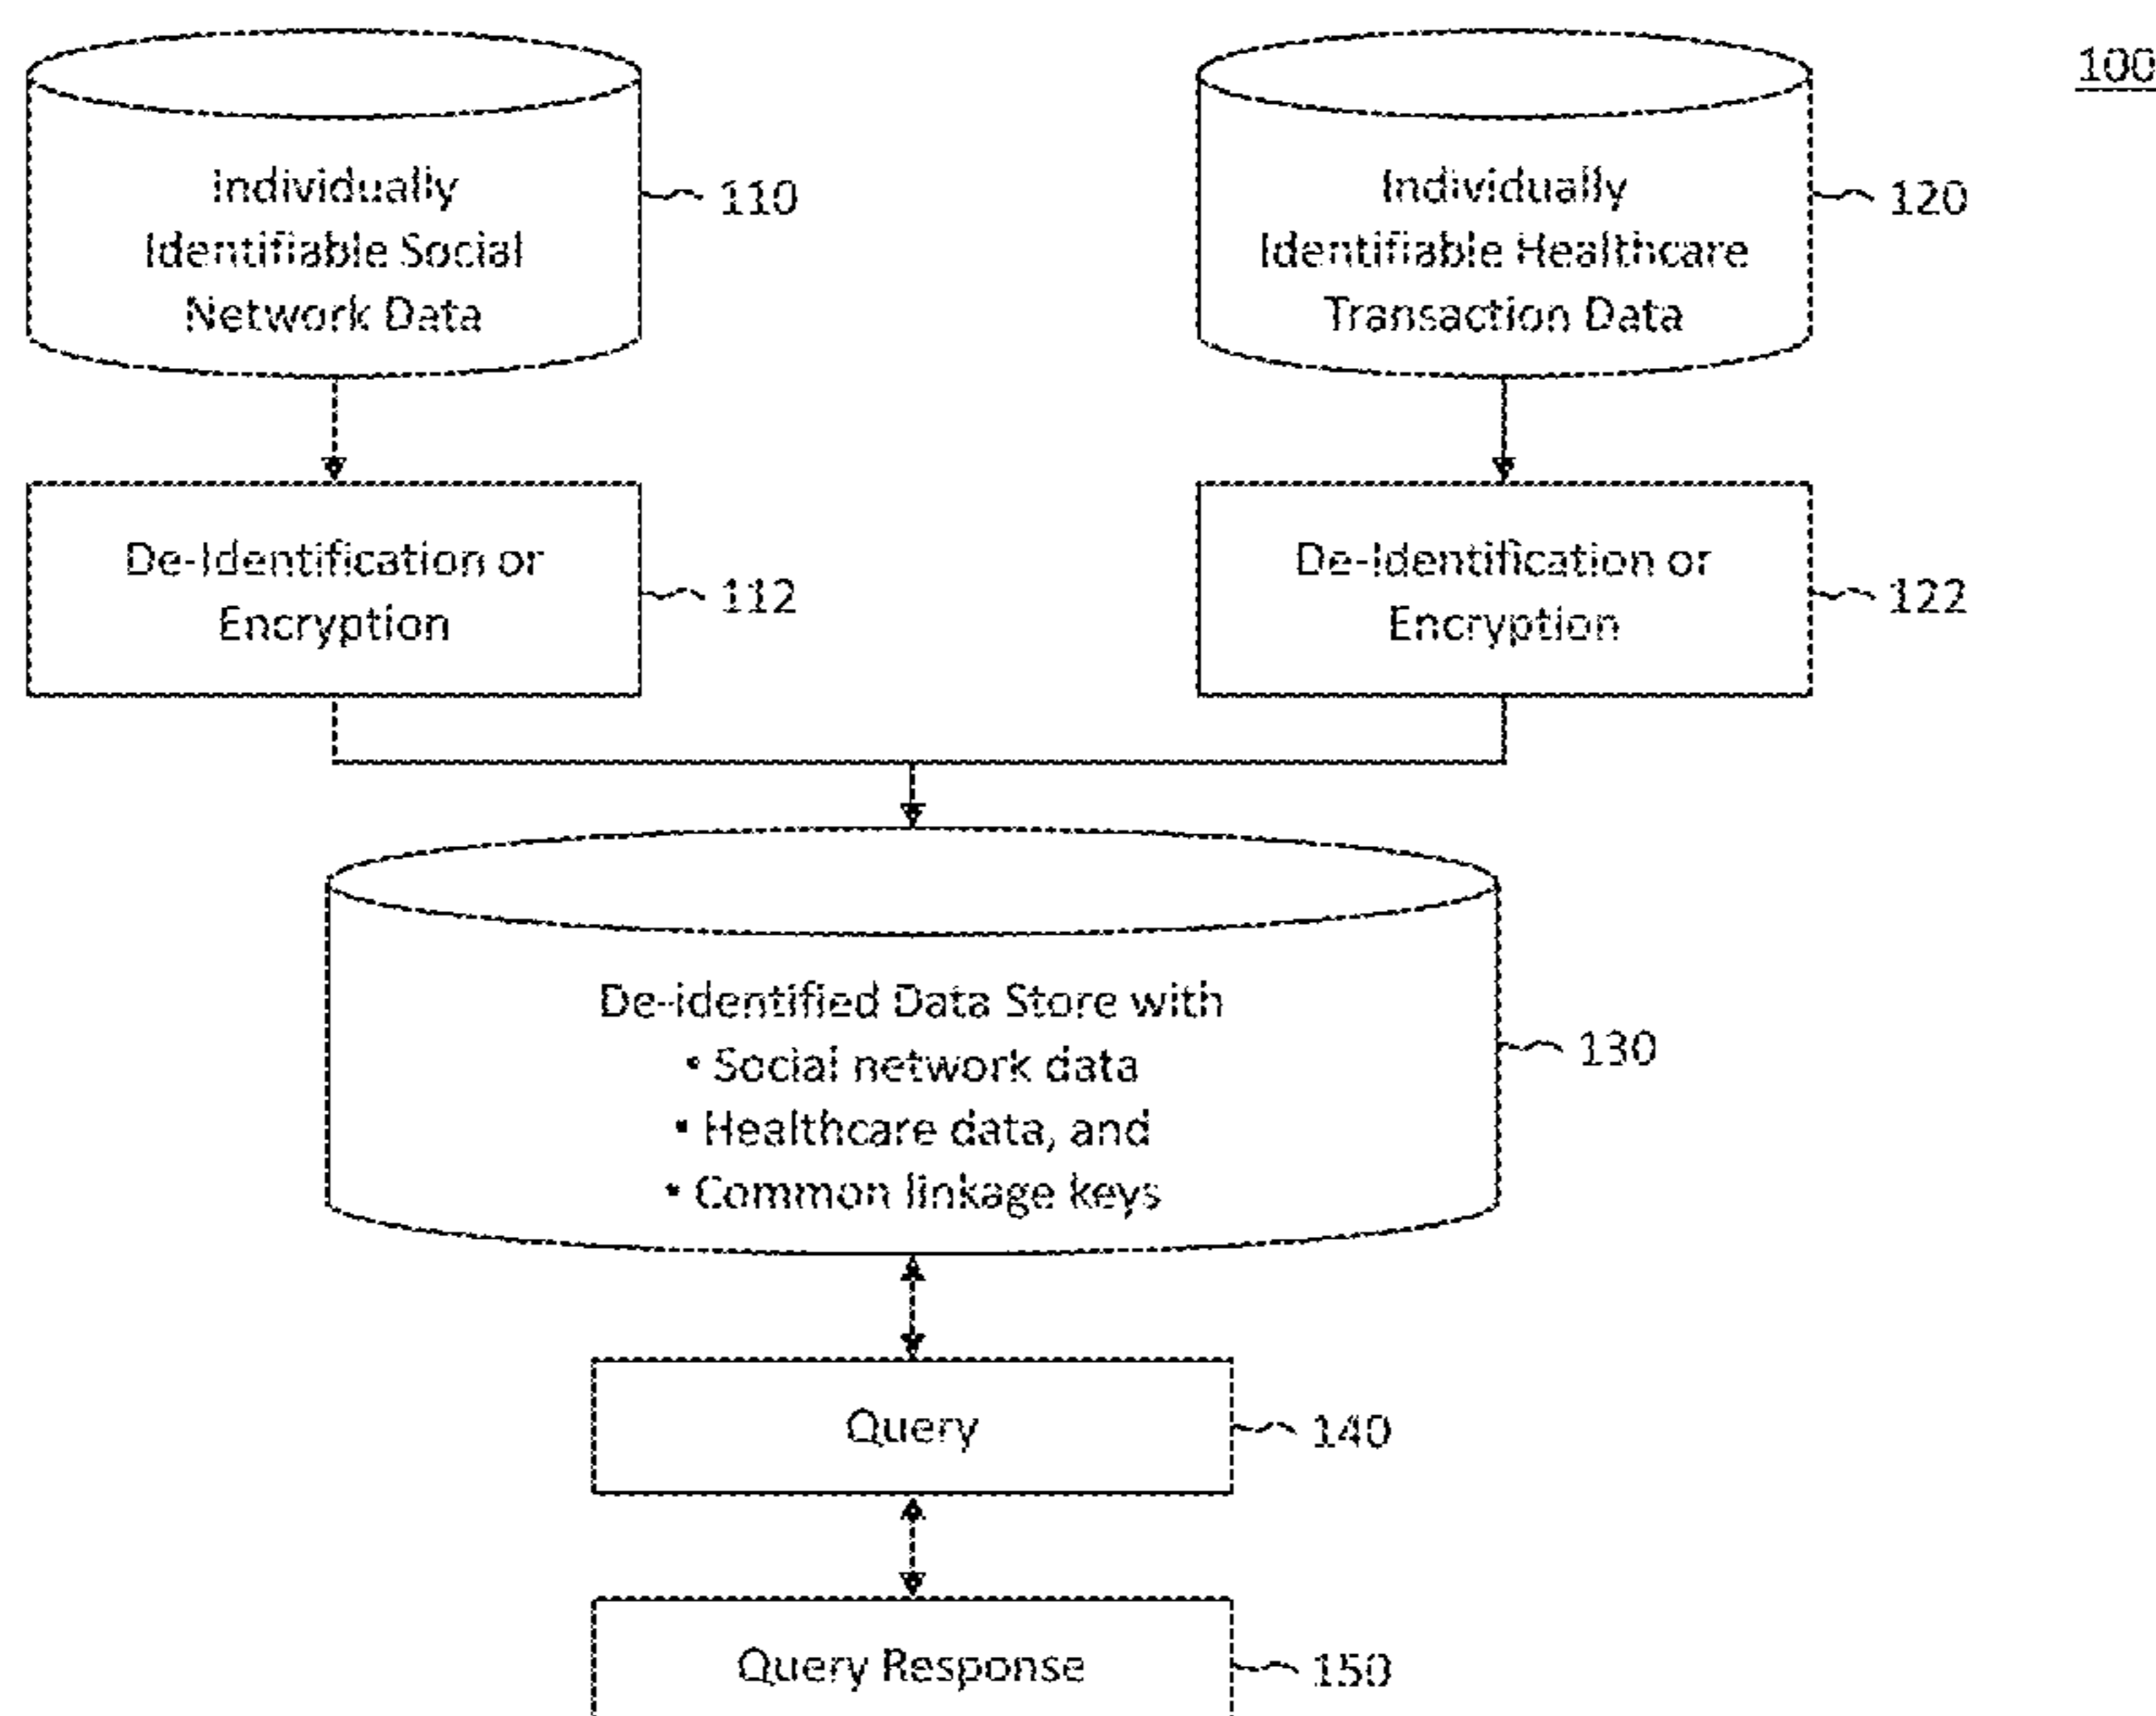 100
Individually
Identifiable Social
Network Data
110
Individually
Identifiable Healthcare
Transaction Data
120
De-Identification or
Encryption
112
De-Identification or
Encryption
122
De-identified Data Store with
• Social network data
• Healthcare data, and
• Common linkage keys
130
Query
140
Query Response
150